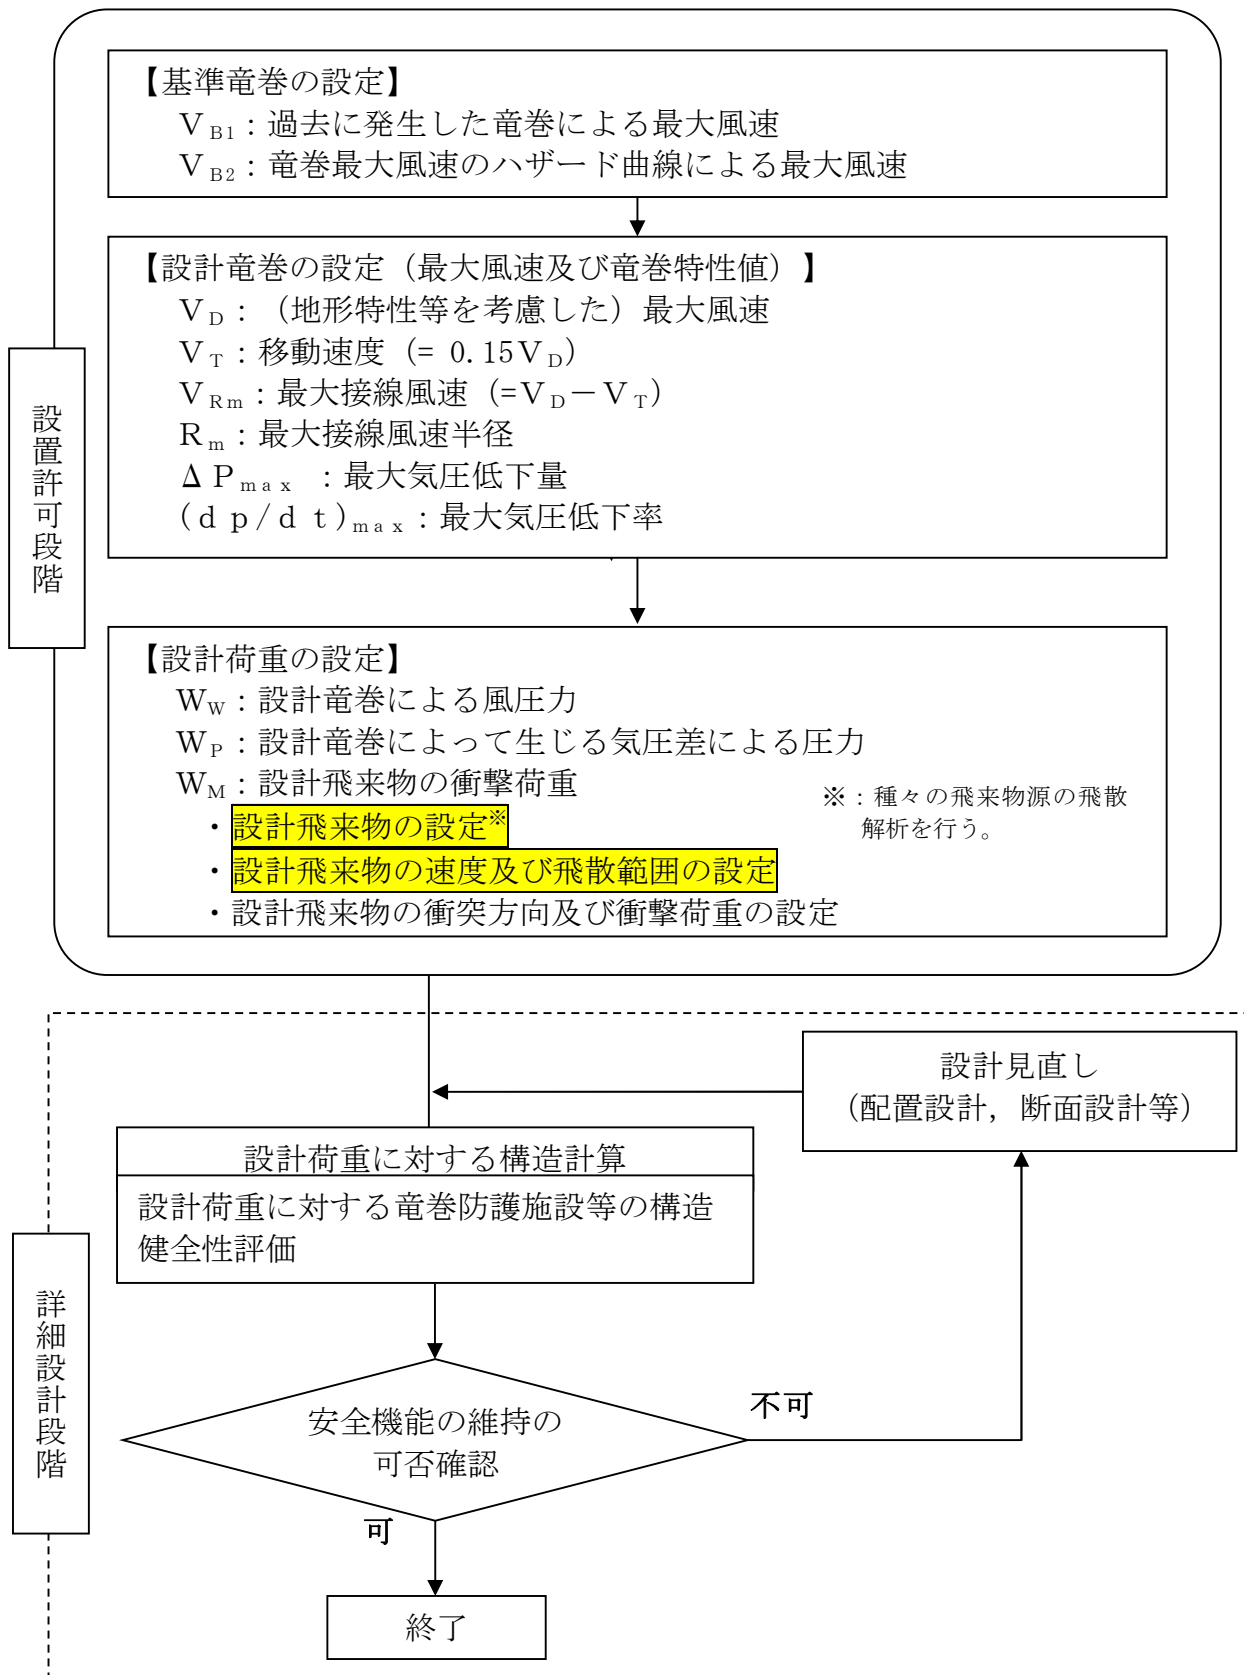 【基準竜巻の設定】
V_B1：過去に発生した竜巻による最大風速
V_B2：竜巻最大風速のハザード曲線による最大風速
【設計竜巻の設定（最大風速及び竜巻特性値）】
V_D：（地形特性等を考慮した）最大風速
V_T：移動速度（= 0.15V_D）
V_Rm：最大接線風速（=V_D－V_T）
R_m：最大接線風速半径
ΔP_max ：最大気圧低下量
(dp/dt)_max：最大気圧低下率
設置許可段階
【設計荷重の設定】
W_W：設計竜巻による風圧力
W_P：設計竜巻によって生じる気圧差による圧力
W_M：設計飛来物の衝撃荷重
・設計飛来物の設定※
・設計飛来物の速度及び飛散範囲の設定
・設計飛来物の衝突方向及び衝撃荷重の設定
※：種々の飛来物源の飛散
解析を行う。
設計見直し
（配置設計，断面設計等）
設計荷重に対する構造計算
設計荷重に対する竜巻防護施設等の構造
健全性評価
詳細設計段階
安全機能の維持の
可否確認
不可
可
終了